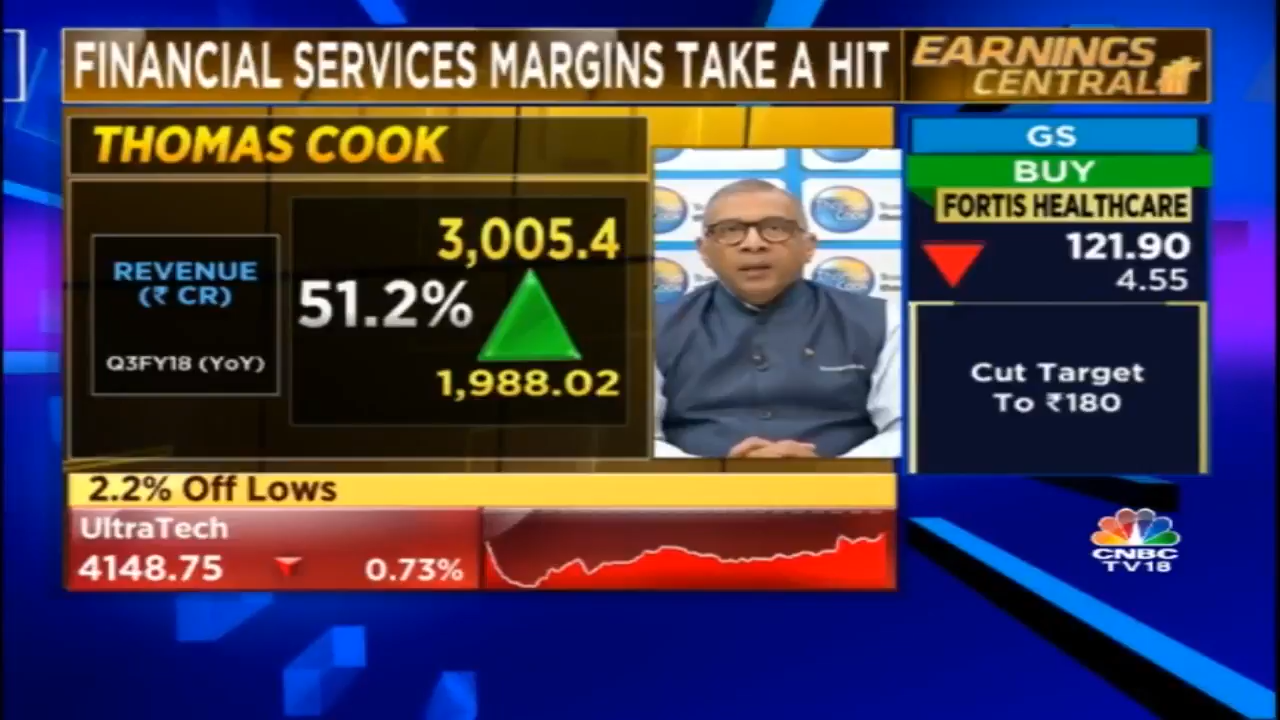 FINANCIAL SERVICES MARGINS TAKE A HIT
EARNINGS
CENTRAL
THOMAS COOK
REVENUE
(₹ CR)
Q3FY18 (YoY)
3,005.4
51.2%
1,988.02
GS
BUY
FORTIS HEALTHCARE
121.90
4.55
Cut Target
To ₹180
2.2% Off Lows
UltraTech
4148.75
0.73%
CNBC
TV18